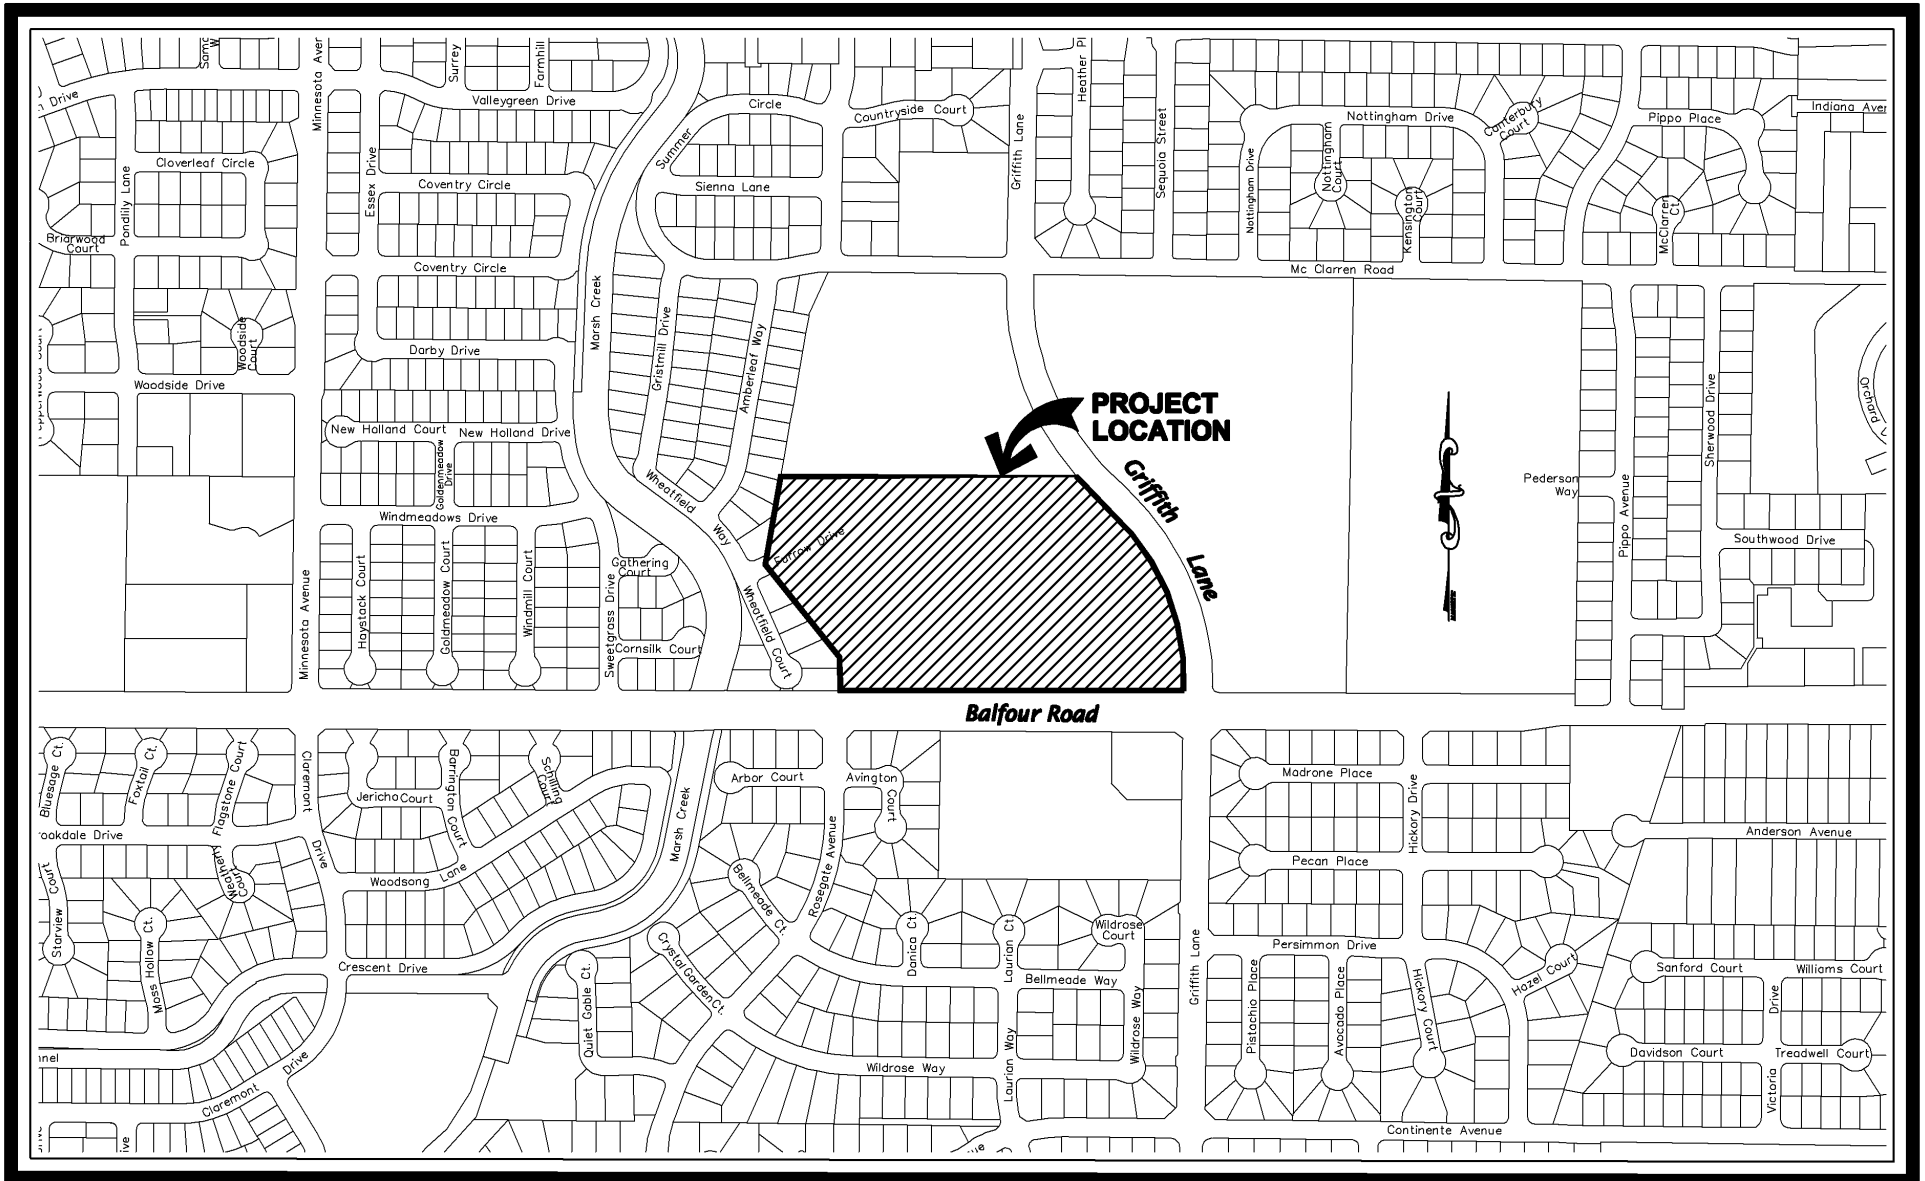 Minnesota Aven
Surrey
Farmhill
Heather Pl
Drive
Valleygreen Drive
Circle
Countryside Court
Summer
Griffith Lane
Sequoia Street
Nottingham Drive
Canterbury
Court
Pippo Place
Indiana Aven
Cloverleaf Circle
Pondlily Lane
Essex Drive
Coventry Circle
Sienna Lane
Nottingham Drive
Nottingham
Court
Kensington
Court
McClarren
Ct.
Briarwood
Court
Coventry Circle
Mc Clarren Road
Marsh Creek
Gristmill Drive
Amberleaf Way
Woodside
Court
Darby Drive
Woodside Drive
Sherwood Drive
Orchard
PROJECT
LOCATION
New Holland Court
New Holland Drive
Goldenmeadow
Drive
Wheatfield
Way
Griffith
Lane
Pederson
Way
Pippo Avenue
Windmeadows Drive
Furrow Drive
Southwood Drive
Minnesota Avenue
Haystack Court
Goldmeadow Court
Windmill Court
Sweetgrass Drive
Gathering
Court
Wheatfield Court
Cornsilk Court
Balfour Road
Bluesage Ct.
Foxtail Ct.
Flagstone Court
Claremont
Drive
Jericho Court
Barrington Court
Schilling
Court
Marsh Creek
Arbor Court
Avington
Court
Madrone Place
Hickory Drive
Anderson Avenue
ookdale Drive
Weatherly
Court
Woodsong Lane
Bellmeade Ct.
Rosegate Avenue
Pecan Place
Starview Court
Moss Hollow Ct.
Crescent Drive
Quiet Gable Ct.
Crystal Garden Ct.
Danica Ct.
Laurian Ct.
Wildrose
Court
Bellmeade Way
Griffith Lane
Persimmon Drive
Hazel Court
Sanford Court
Williams Court
Pistachio Place
Avocado Place
Hickory Court
Drive
Victoria
Davidson Court
Treadwell Court
nnel
Claremont Drive
Wildrose Way
Laurian Way
Wildrose Way
Continente Avenue
ive